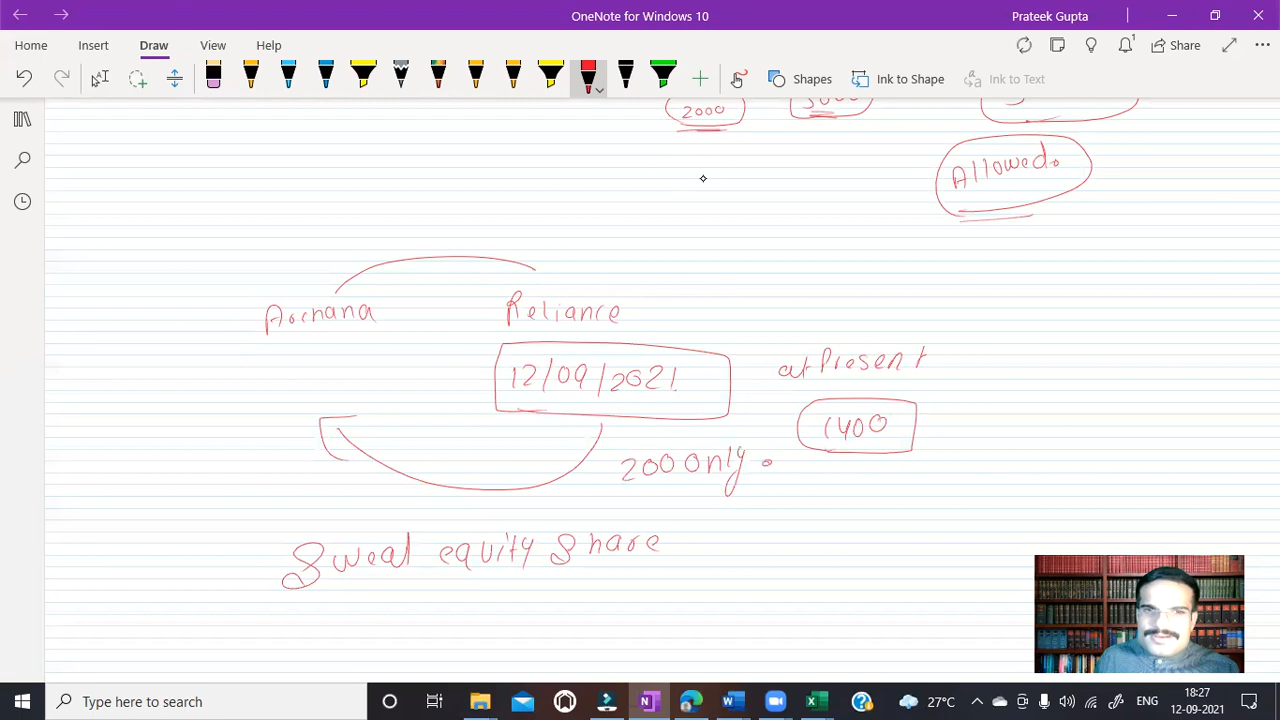 OneNote for Windows 10
Prateek Gupta
Home Insert Draw View Help
Share
Shapes
Ink to Shape
Ink to Text
2000
Allowed.
Archana
Reliance
12/09/2021
at Present
1400
200 Only.
Sweat equity Share
Type here to search
27°C
ENG
18:27
12-09-2021